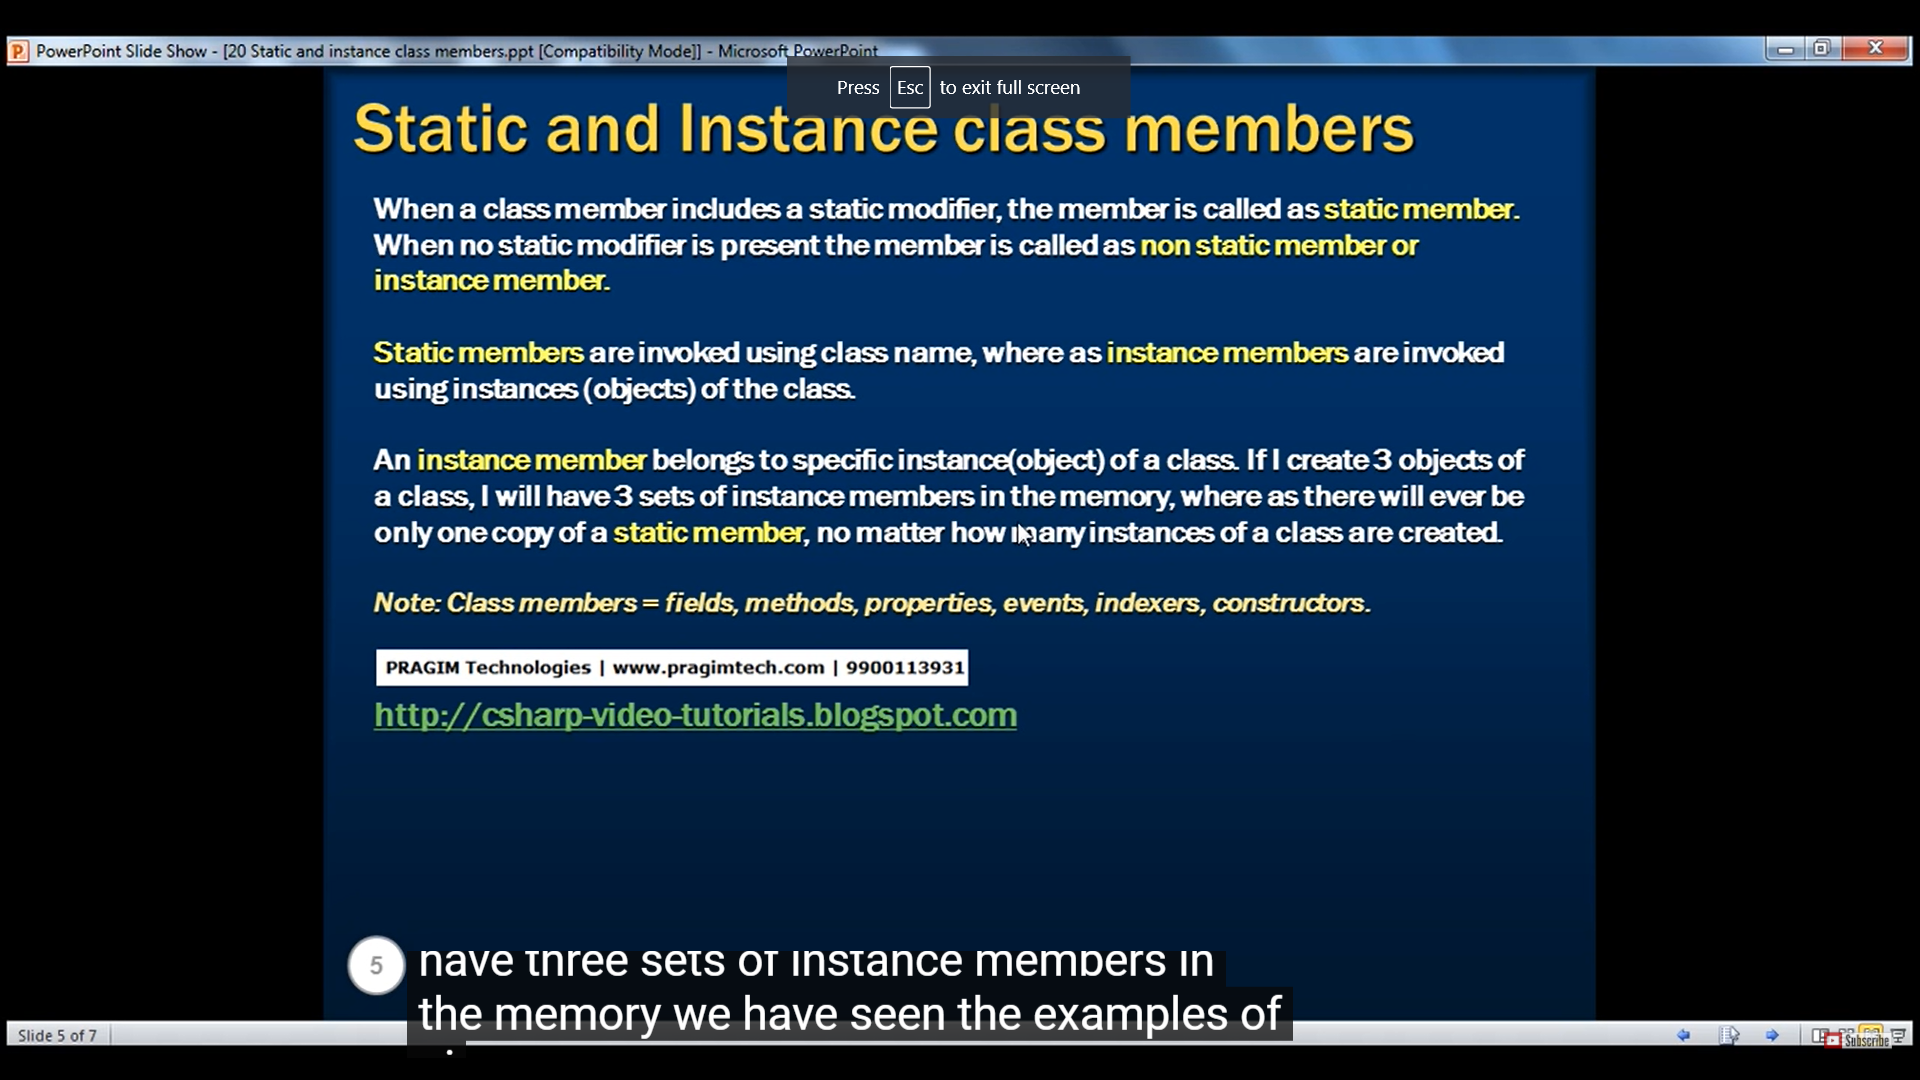 PowerPoint Slide Show - [20 Static and instance class members.ppt [Compatibility Mode]] - Microsoft PowerPoint
Press Esc to exit full screen
Static and Instance class members
When a class member includes a static modifier, the member is called as static member.
When no static modifier is present the member is called as non static member or
instance member.
Static members are invoked using class name, where as instance members are invoked
using instances (objects) of the class.
An instance member belongs to specific instance(object) of a class. If I create 3 objects of
a class, I will have 3 sets of instance members in the memory, where as there will ever be
only one copy of a static member, no matter how many instances of a class are created.
Note: Class members = fields, methods, properties, events, indexers, constructors.
PRAGIM Technologies | www.pragimtech.com | 9900113931
http://csharp-video-tutorials.blogspot.com
5
have three sets of instance members in
the memory we have seen the examples of
Slide 5 of 7
Subscribe